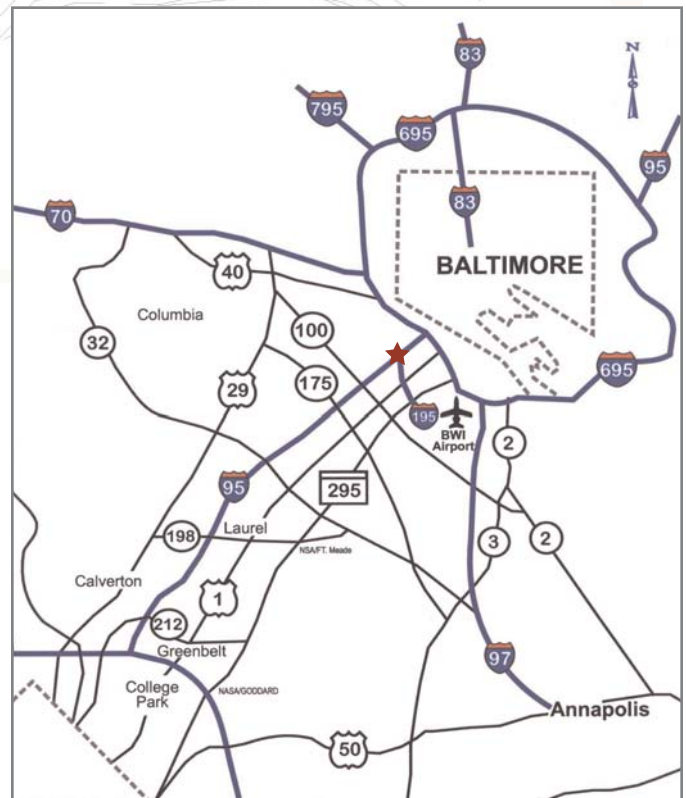 83
N
795
695
95
70
83
BALTIMORE
40
Columbia
100
32
695
29
175
195
BWI
Airport
2
95
295
198
Laurel
3
2
NSA/FT. Meade
Calverton
1
212
Greenbelt
97
College
Park
NASA/GODDARD
Annapolis
50